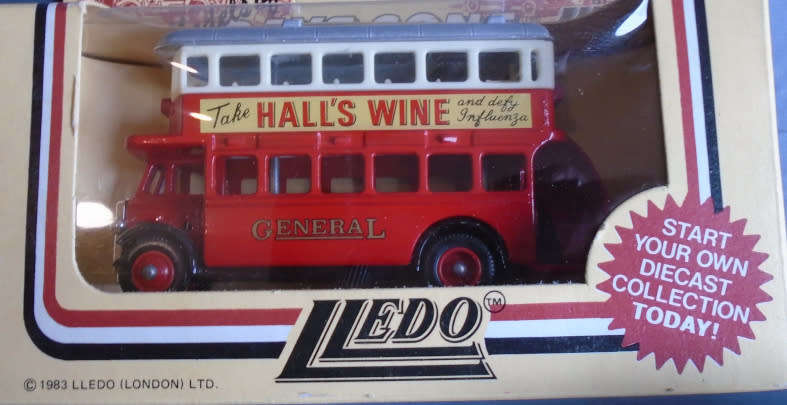 Take HALL'S WINE and defy Influenza
GENERAL
LLEDO TM
START
YOUR OWN
DIECAST
COLLECTION
TODAY!
© 1983 LLEDO (LONDON) LTD.